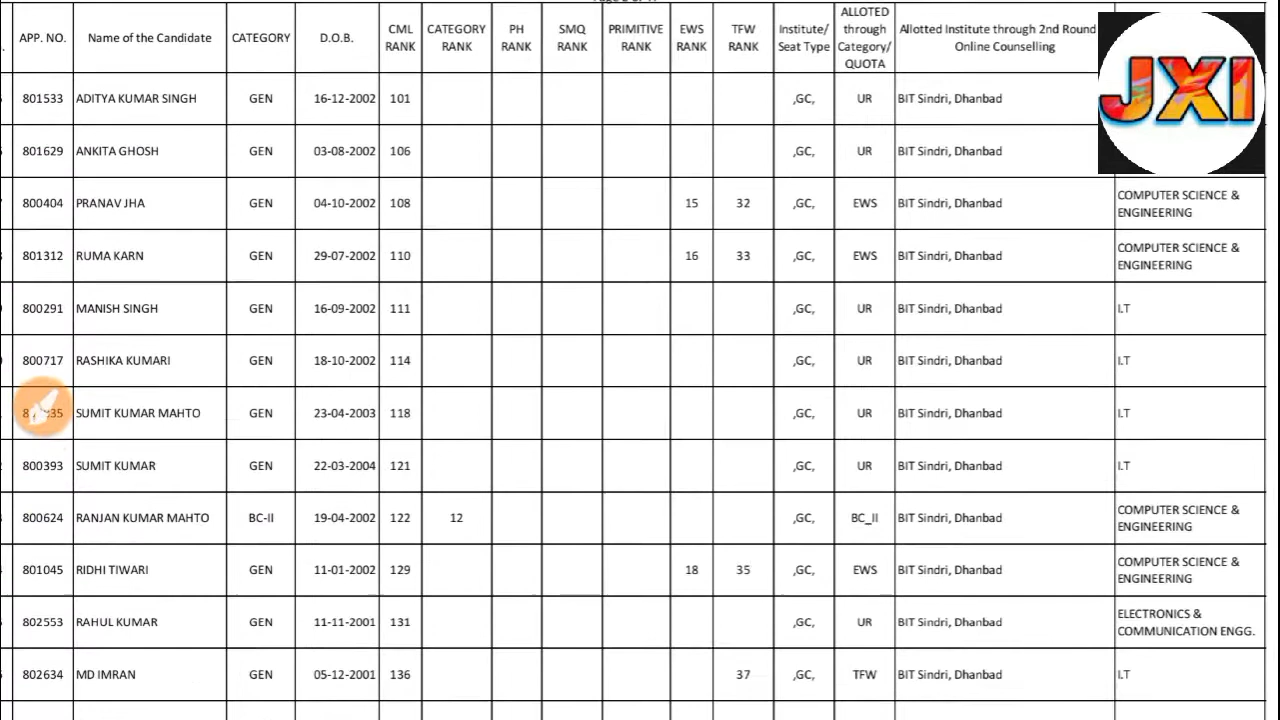 APP. NO. Name of the Candidate CATEGORY D.O.B. CML RANK CATEGORY RANK PH RANK SMQ RANK PRIMITIVE RANK EWS RANK TFW RANK Institute/ Seat Type ALLOTED through Category/ QUOTA Allotted Institute through 2nd Round Online Counselling
JXI
801533 ADITYA KUMAR SINGH GEN 16-12-2002 101 ,GC, UR BIT Sindri, Dhanbad
801629 ANKITA GHOSH GEN 03-08-2002 106 ,GC, UR BIT Sindri, Dhanbad
800404 PRANAV JHA GEN 04-10-2002 108 15 32 ,GC, EWS BIT Sindri, Dhanbad COMPUTER SCIENCE & ENGINEERING
801312 RUMA KARN GEN 29-07-2002 110 16 33 ,GC, EWS BIT Sindri, Dhanbad COMPUTER SCIENCE & ENGINEERING
800291 MANISH SINGH GEN 16-09-2002 111 ,GC, UR BIT Sindri, Dhanbad I.T
800717 RASHIKA KUMARI GEN 18-10-2002 114 ,GC, UR BIT Sindri, Dhanbad I.T
SUMIT KUMAR MAHTO GEN 23-04-2003 118 ,GC, UR BIT Sindri, Dhanbad I.T
800393 SUMIT KUMAR GEN 22-03-2004 121 ,GC, UR BIT Sindri, Dhanbad I.T
800624 RANJAN KUMAR MAHTO BC-II 19-04-2002 122 12 ,GC, BC_II BIT Sindri, Dhanbad COMPUTER SCIENCE & ENGINEERING
801045 RIDHI TIWARI GEN 11-01-2002 129 18 35 ,GC, EWS BIT Sindri, Dhanbad COMPUTER SCIENCE & ENGINEERING
802553 RAHUL KUMAR GEN 11-11-2001 131 ,GC, UR BIT Sindri, Dhanbad ELECTRONICS & COMMUNICATION ENGG.
802634 MD IMRAN GEN 05-12-2001 136 37 ,GC, TFW BIT Sindri, Dhanbad I.T